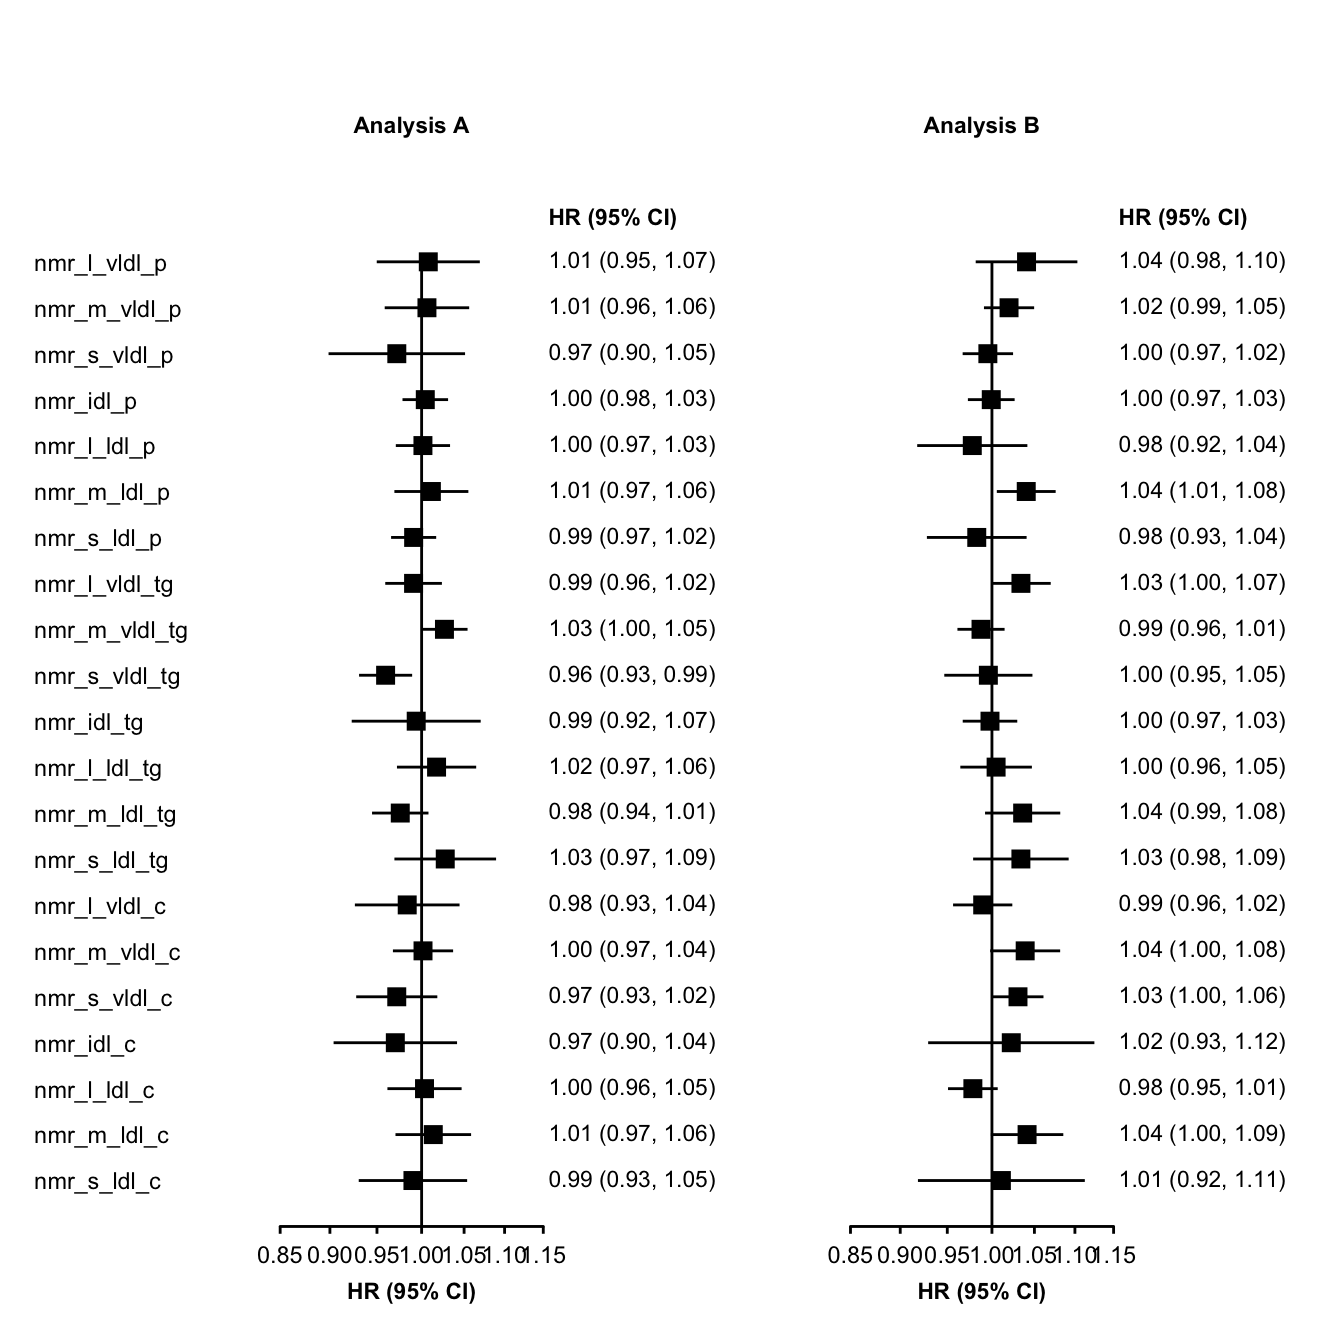 Analysis A Analysis B
HR (95% CI) HR (95% CI)
nmr_l_vldl_p 1.01 (0.95, 1.07) 1.04 (0.98, 1.10)
nmr_m_vldl_p 1.01 (0.96, 1.06) 1.02 (0.99, 1.05)
nmr_s_vldl_p 0.97 (0.90, 1.05) 1.00 (0.97, 1.02)
nmr_idl_p 1.00 (0.98, 1.03) 1.00 (0.97, 1.03)
nmr_l_ldl_p 1.00 (0.97, 1.03) 0.98 (0.92, 1.04)
nmr_m_ldl_p 1.01 (0.97, 1.06) 1.04 (1.01, 1.08)
nmr_s_ldl_p 0.99 (0.97, 1.02) 0.98 (0.93, 1.04)
nmr_l_vldl_tg 0.99 (0.96, 1.02) 1.03 (1.00, 1.07)
nmr_m_vldl_tg 1.03 (1.00, 1.05) 0.99 (0.96, 1.01)
nmr_s_vldl_tg 0.96 (0.93, 0.99) 1.00 (0.95, 1.05)
nmr_idl_tg 0.99 (0.92, 1.07) 1.00 (0.97, 1.03)
nmr_l_ldl_tg 1.02 (0.97, 1.06) 1.00 (0.96, 1.05)
nmr_m_ldl_tg 0.98 (0.94, 1.01) 1.04 (0.99, 1.08)
nmr_s_ldl_tg 1.03 (0.97, 1.09) 1.03 (0.98, 1.09)
nmr_l_vldl_c 0.98 (0.93, 1.04) 0.99 (0.96, 1.02)
nmr_m_vldl_c 1.00 (0.97, 1.04) 1.04 (1.00, 1.08)
nmr_s_vldl_c 0.97 (0.93, 1.02) 1.03 (1.00, 1.06)
nmr_idl_c 0.97 (0.90, 1.04) 1.02 (0.93, 1.12)
nmr_l_ldl_c 1.00 (0.96, 1.05) 0.98 (0.95, 1.01)
nmr_m_ldl_c 1.01 (0.97, 1.06) 1.04 (1.00, 1.09)
nmr_s_ldl_c 0.99 (0.93, 1.05) 1.01 (0.92, 1.11)
0.85 0.90 0.95 1.00 1.05 1.10 1.15 0.85 0.90 0.95 1.00 1.05 1.10 1.15
HR (95% CI) HR (95% CI)